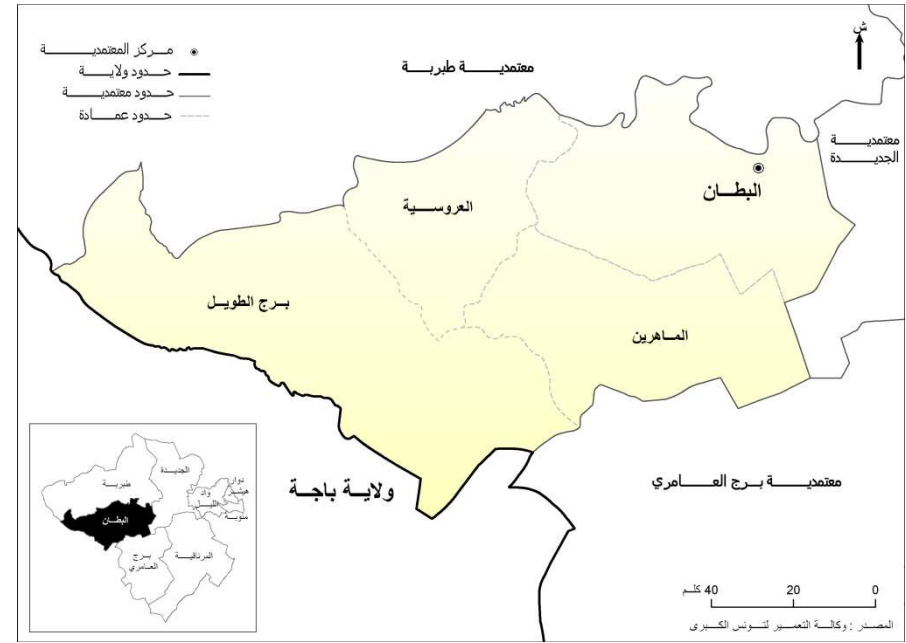 مركز المعتمدية
حدود ولاية
حدود معتمدية
حدود عمادة
ش
معتمدية طبربة
معتمدية
الجديدة
البطان
العروسية
برج الطويل
الماهرين
ولاية باجة
معتمدية برج العامري
الجديدة
طبربة
دوار
هيشر
واد
الليل
منوبة
البطان
المرناقية
برج
العامري
0 20 40 كلم
المصدر : وكالة التعمير لتونس الكبرى